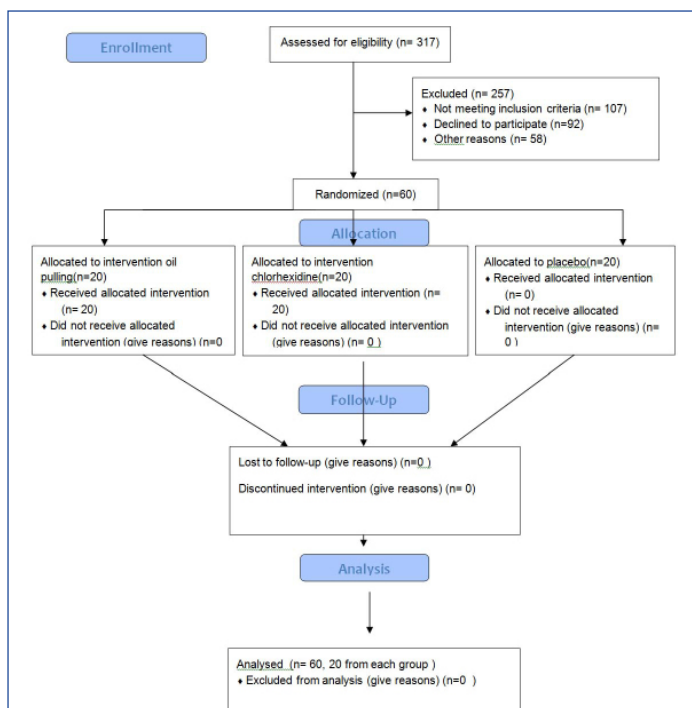 Enrollment
Assessed for eligibility (n= 317)
Excluded (n= 257)
♦ Not meeting inclusion criteria (n= 107)
♦ Declined to participate (n=92)
♦ Other reasons (n= 58)
Randomized (n=60)
Allocation
Allocated to intervention oil
pulling(n=20)
♦ Received allocated intervention
(n= 20)
♦ Did not receive allocated
intervention (give reasons) (n=0
Allocated to intervention
chlorhexidine(n=20)
♦ Received allocated intervention (n=
20)
♦ Did not receive allocated intervention
(give reasons) (n= 0 )
Allocated to placebo(n=20)
♦ Received allocated intervention
(n= 0)
♦ Did not receive allocated
intervention (give reasons) (n=
0 )
Follow-Up
Lost to follow-up (give reasons) (n=0 )
Discontinued intervention (give reasons) (n= 0)
Analysis
Analysed (n= 60, 20 from each group )
♦ Excluded from analysis (give reasons) (n=0 )